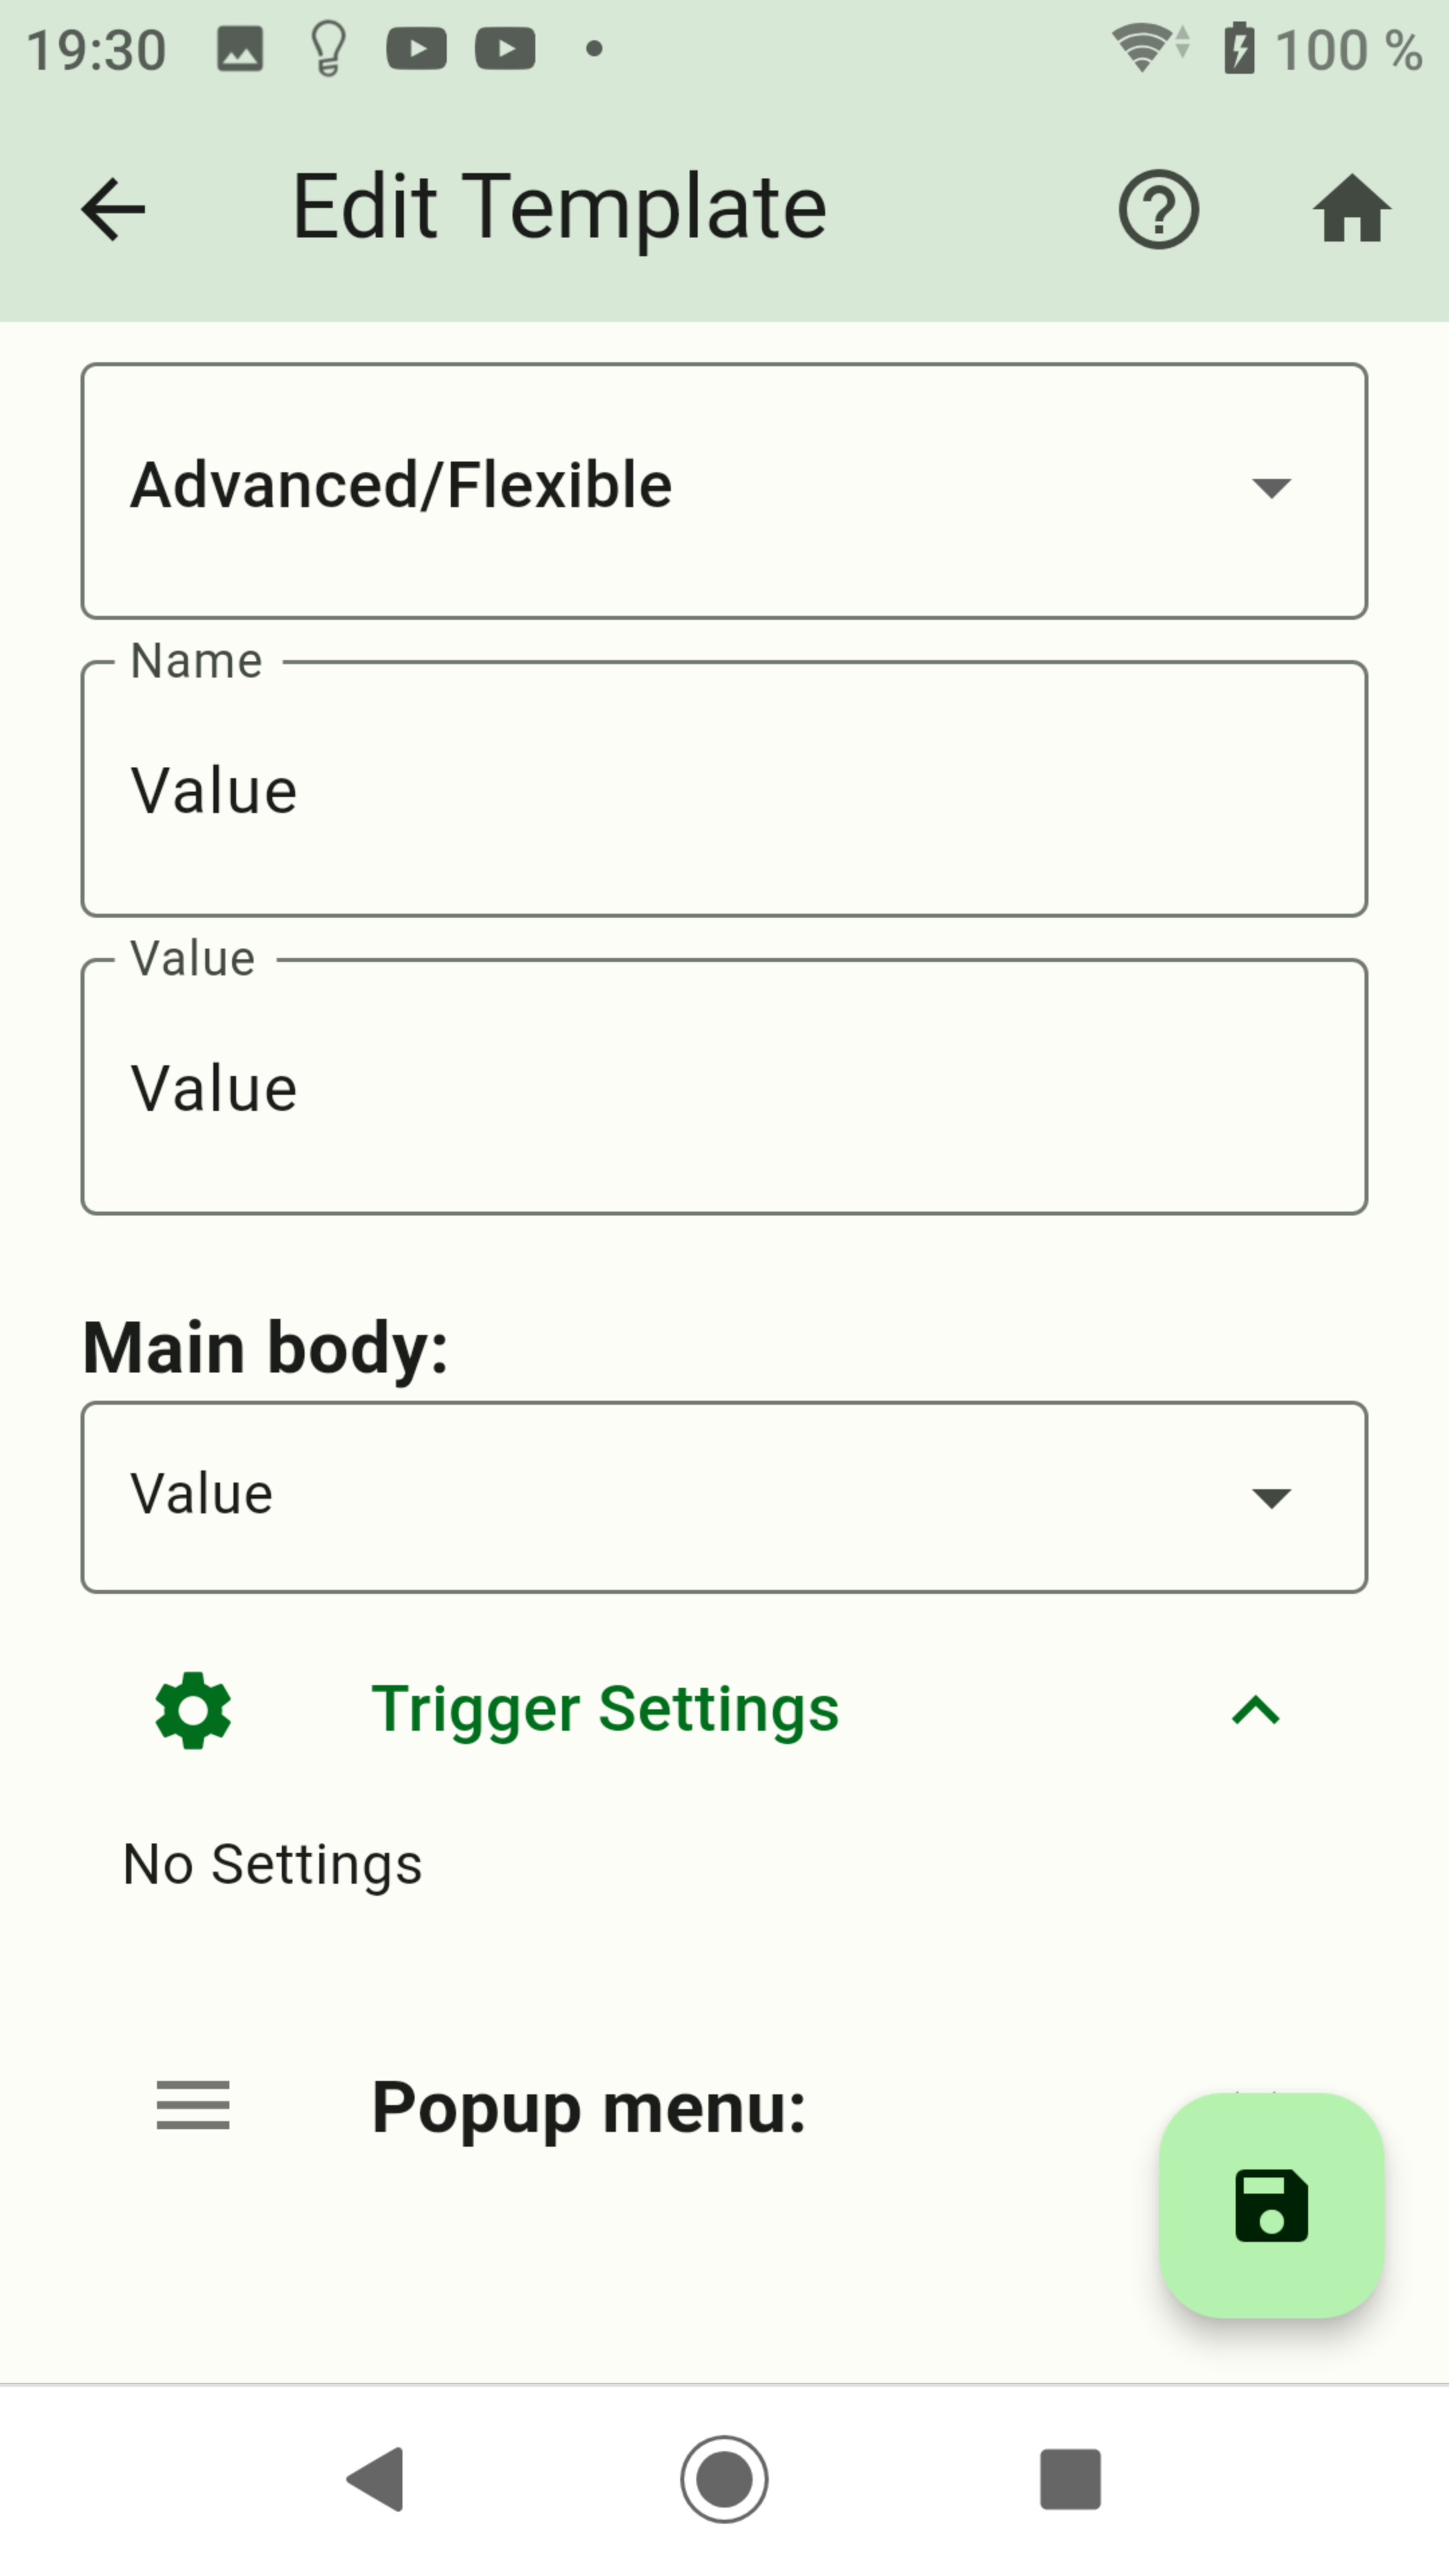 19:30 100 %
Edit Template
Advanced/Flexible
Name
Value
Value
Value
Main body:
Value
Trigger Settings
No Settings
Popup menu: